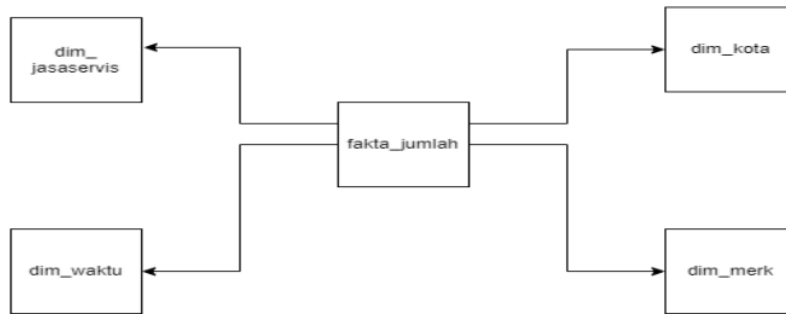 dim_
jasaservis
dim_kota
fakta_jumlah
dim_waktu
dim_merk